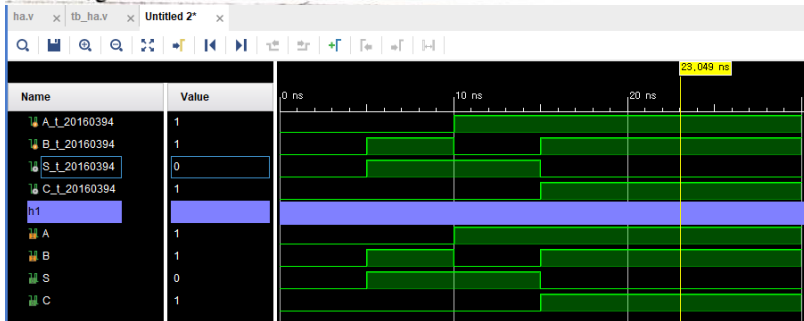 ha.v × tb_ha.v × Untitled 2* ×
23,049 ns
Name Value 0 ns 10 ns 20 ns
A_t_20160394 1
B_t_20160394 1
S_t_20160394 0
C_t_20160394 1
h1
A 1
B 1
S 0
C 1